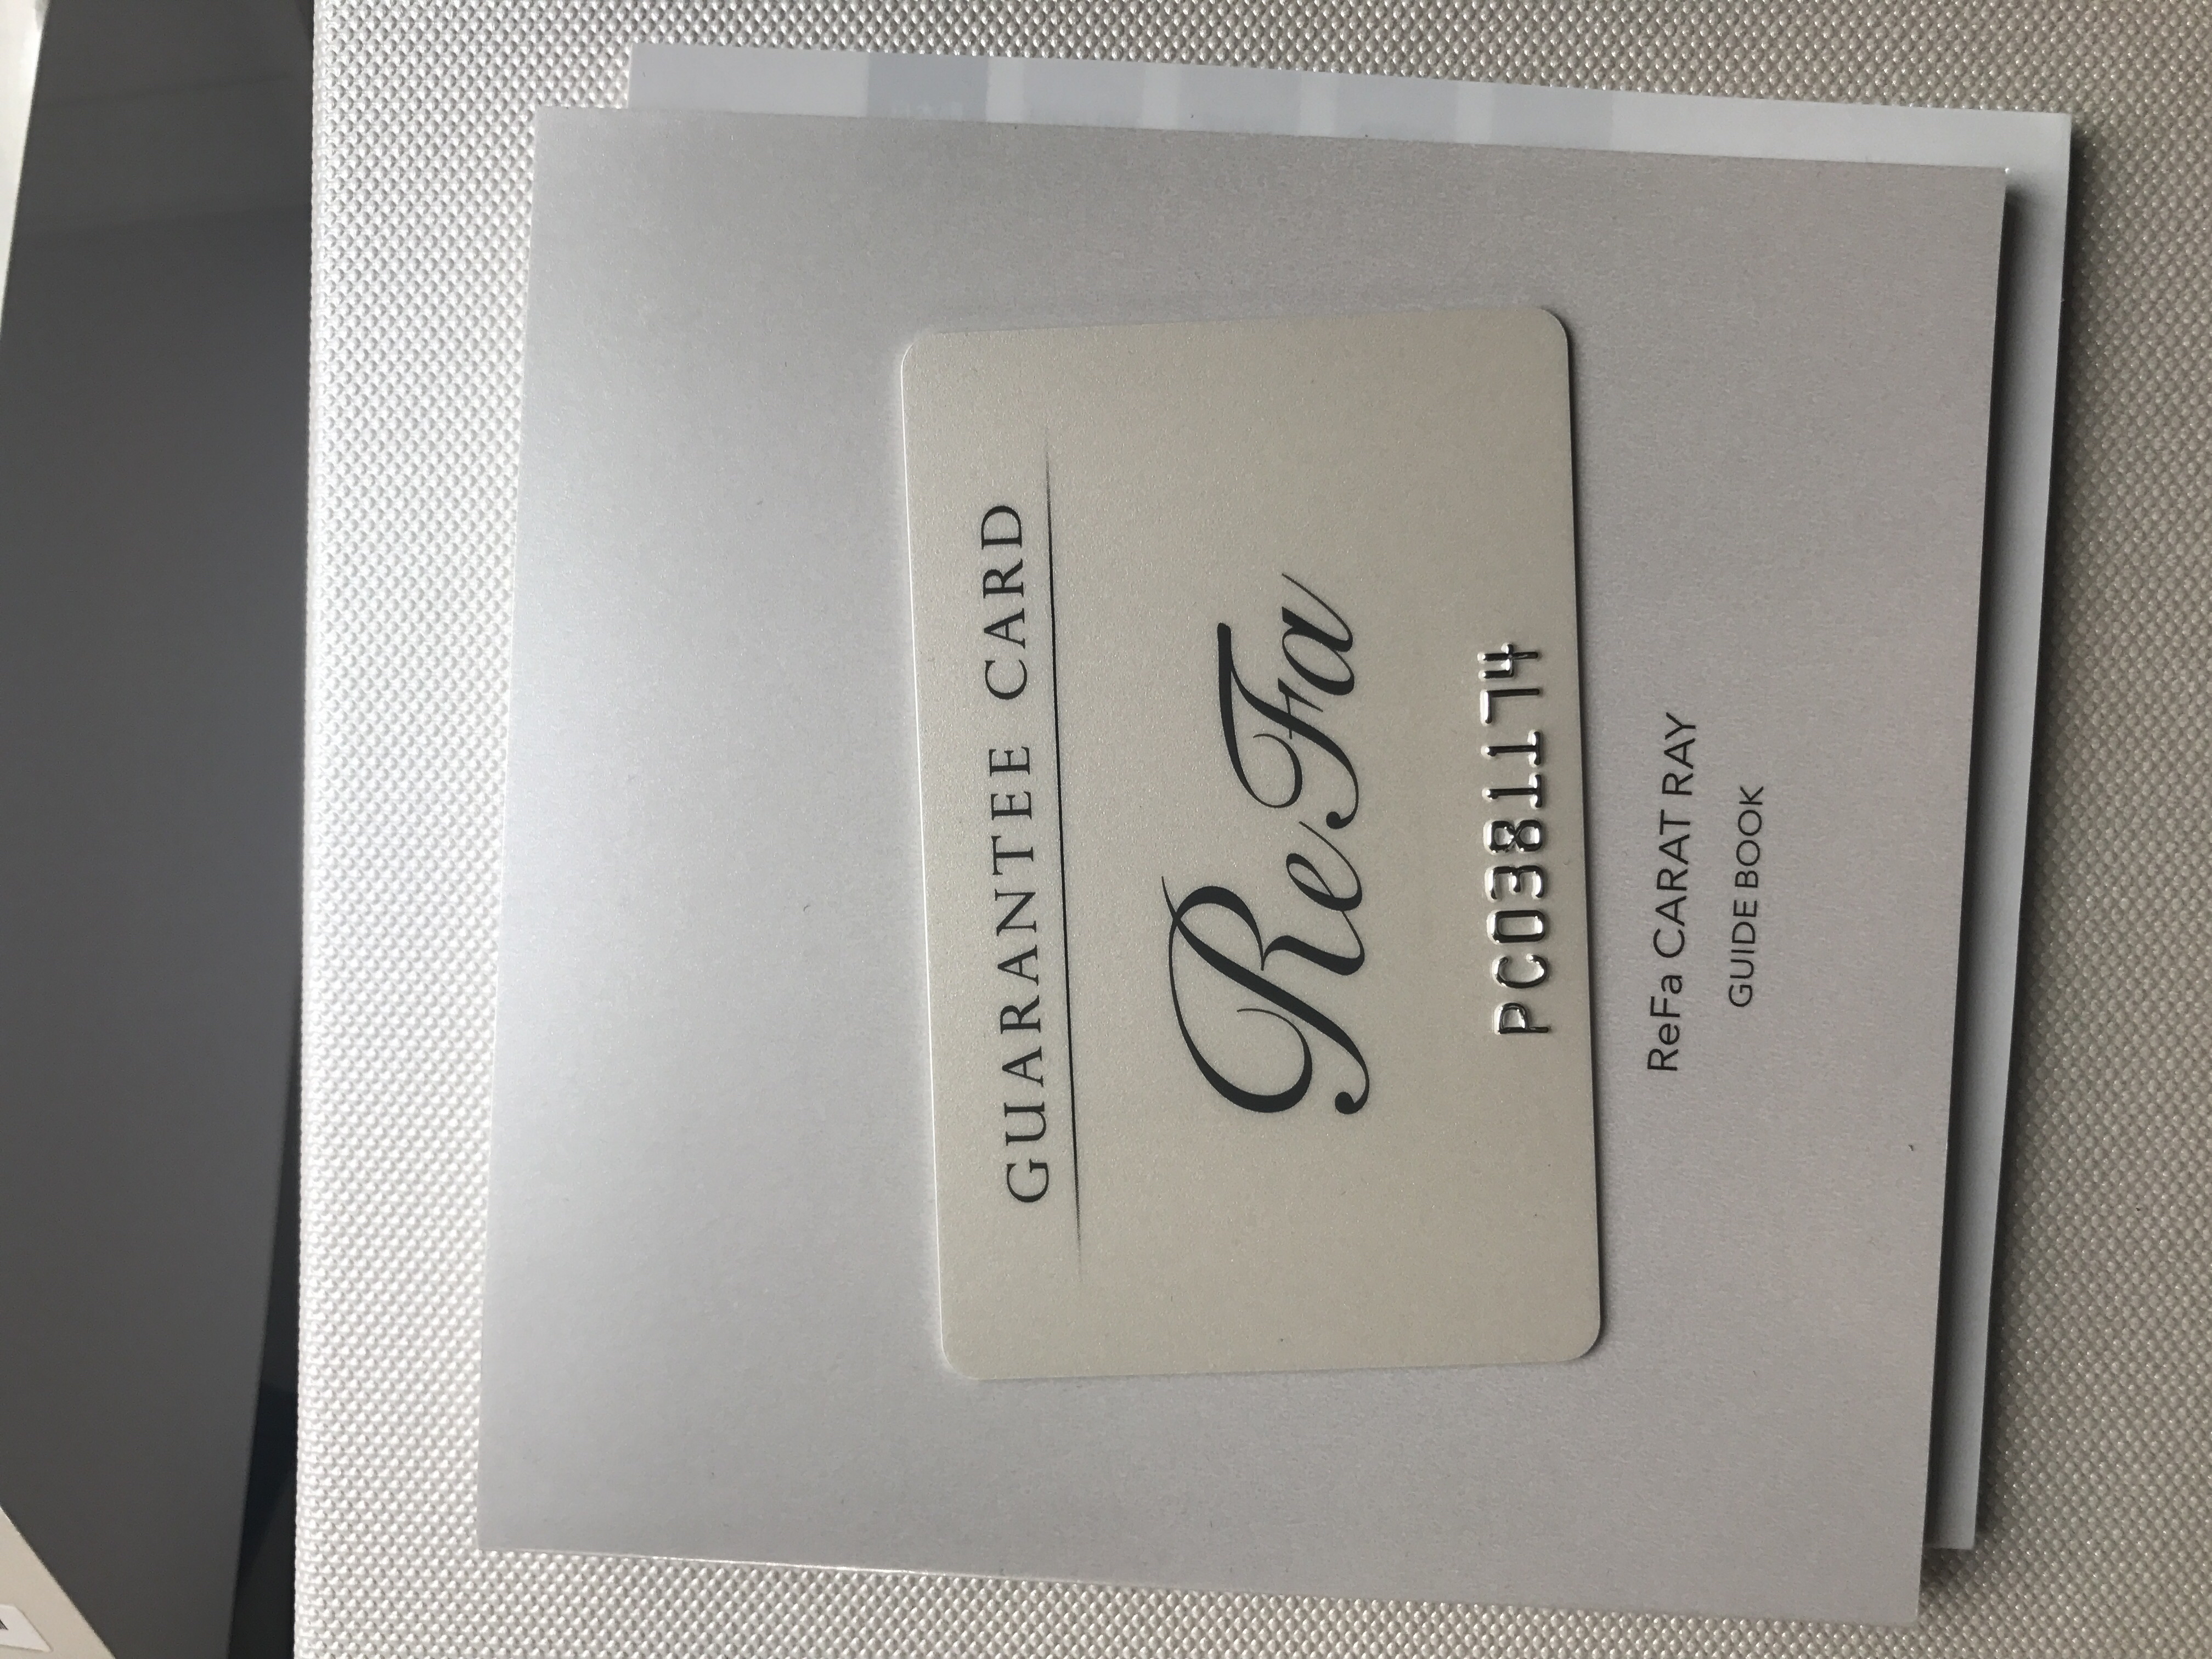 GUARANTEE CARD
ReFa
PC0381174
ReFa CARAT RAY
GUIDE BOOK